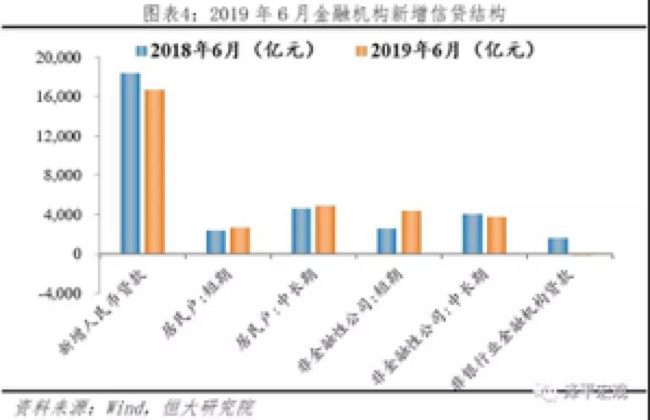 图表4：2019 年 6 月金融机构新增信贷结构
2018年6月（亿元）
2019年6月（亿元）
20,000
16,000
12,000
8,000
4,000
0
-4,000
新增人民币贷款
居民户:短期
居民户:中长期
非金融性公司:短期
非金融性公司:中长期
非银行业金融机构贷款
资料来源：Wind，恒大研究院
泽平宏观